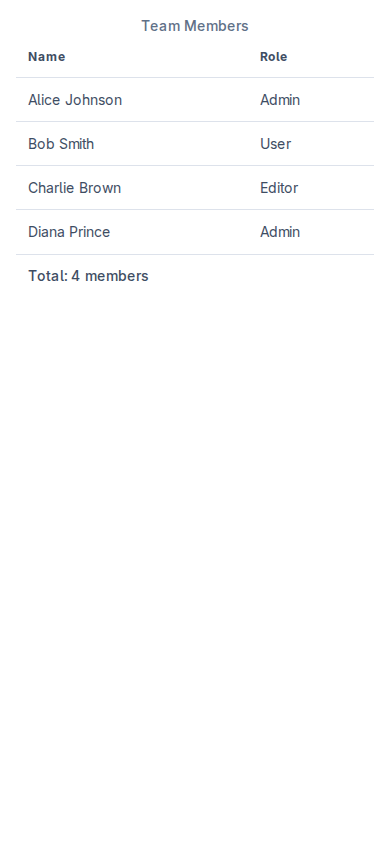 Team Members
Name Role
Alice Johnson Admin
Bob Smith User
Charlie Brown Editor
Diana Prince Admin
Total: 4 members